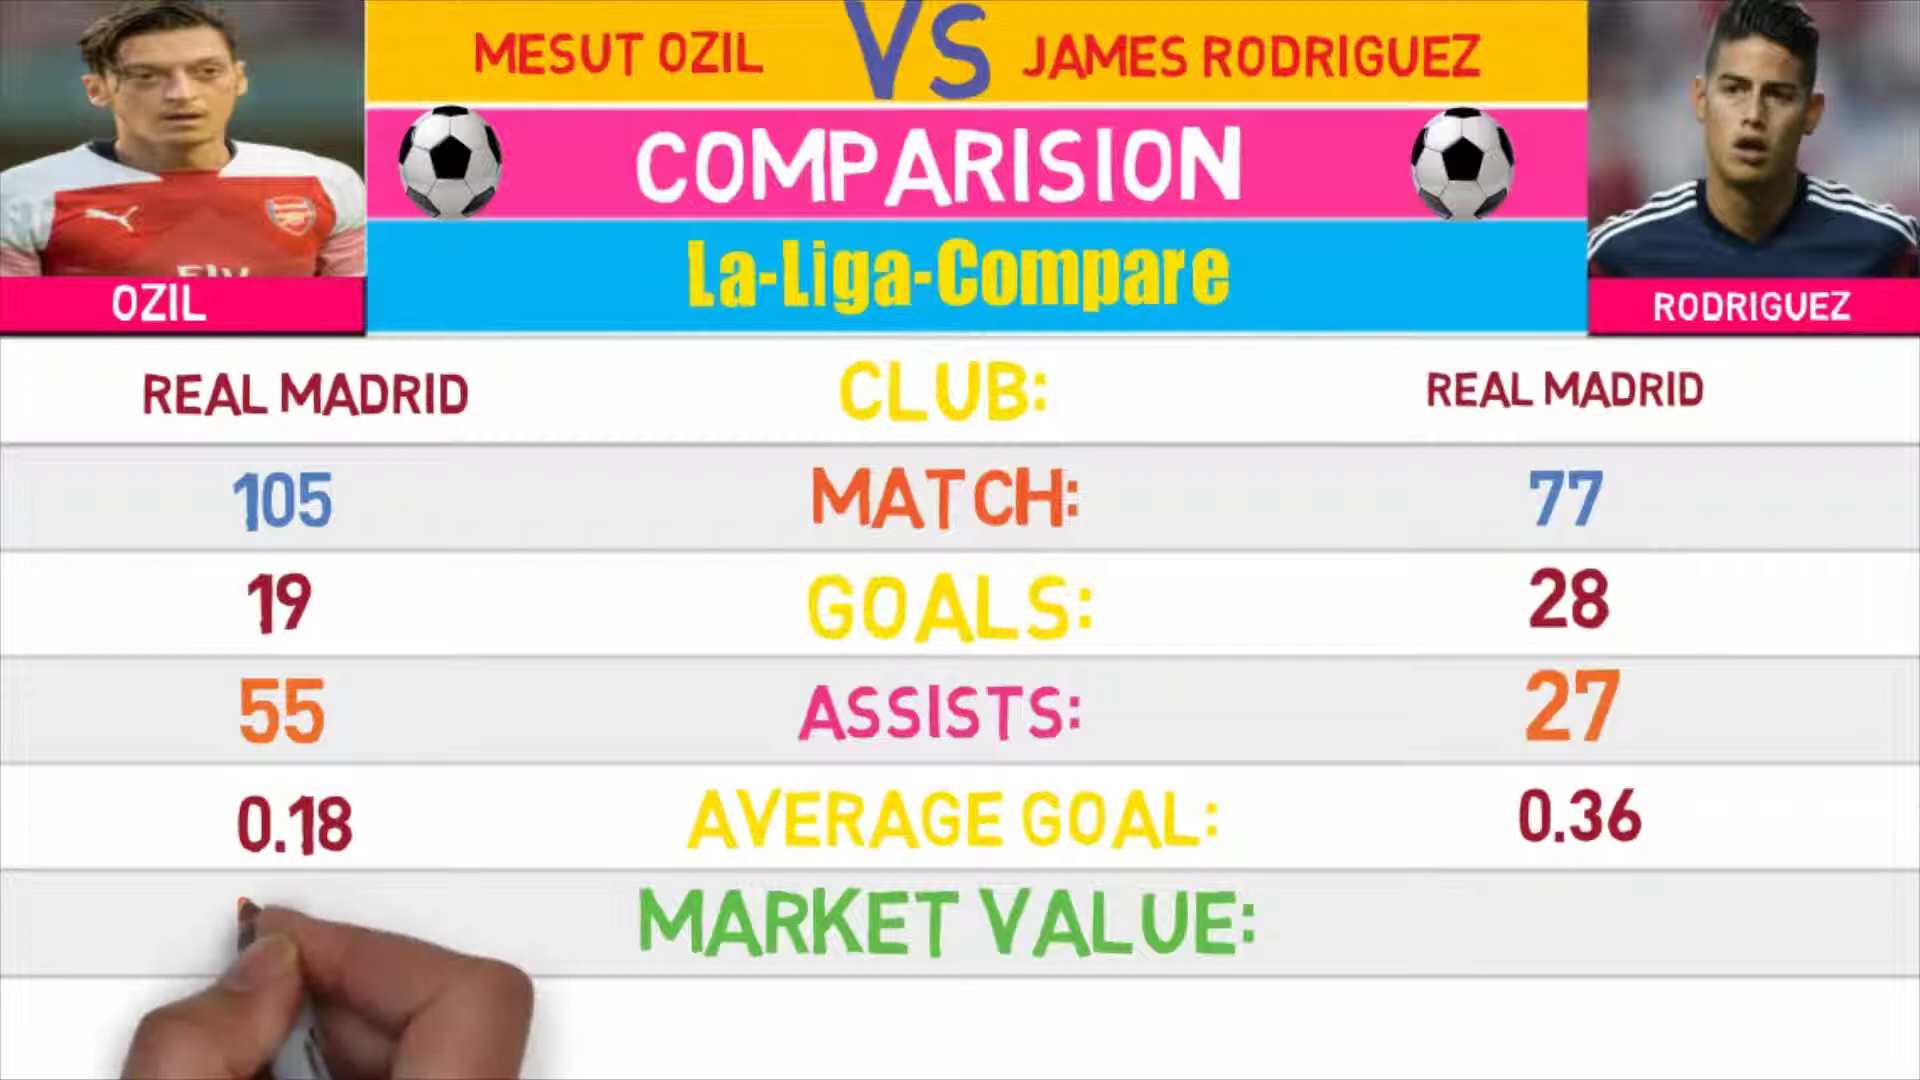 MESUT OZIL VS JAMES RODRIGUEZ
COMPARISION
La-Liga-Compare
OZIL
RODRIGUEZ
REAL MADRID CLUB: REAL MADRID
105 MATCH: 77
19 GOALS: 28
55 ASSISTS: 27
0.18 AVERAGE GOAL: 0.36
MARKET VALUE: